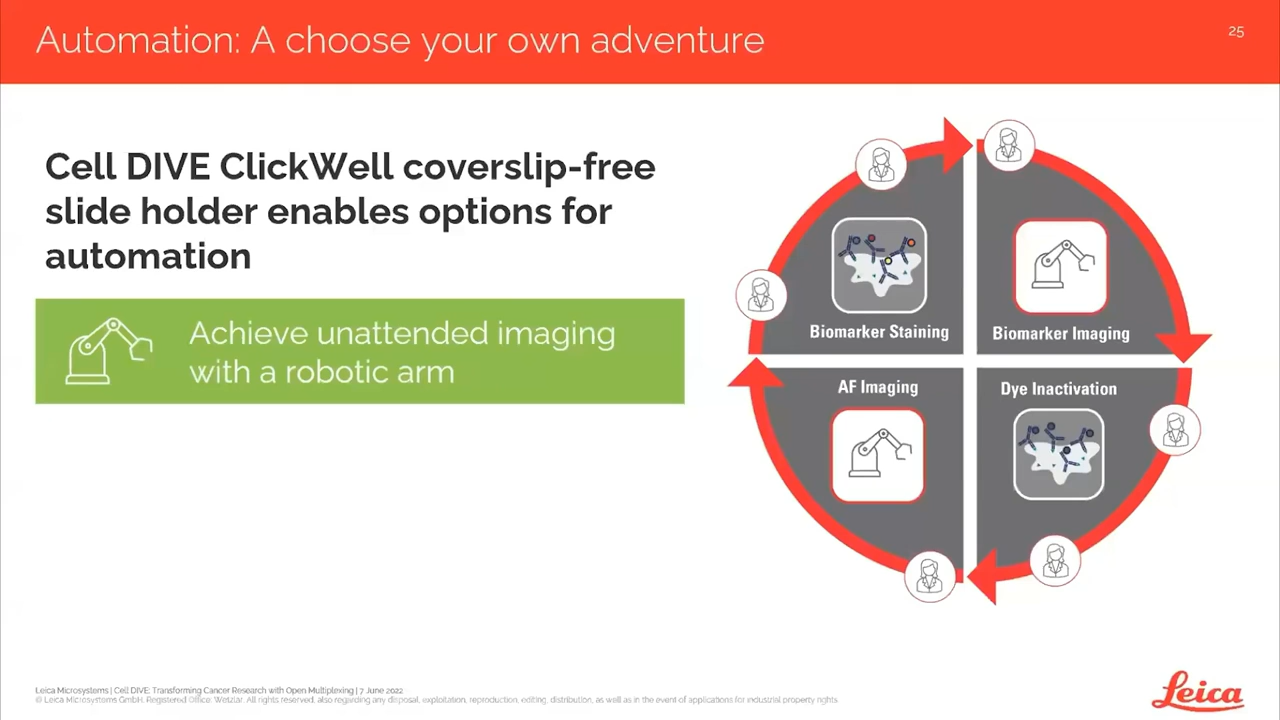 Automation: A choose your own adventure
25
Cell DIVE ClickWell coverslip-free
slide holder enables options for
automation
Achieve unattended imaging
with a robotic arm
Biomarker Staining
Biomarker Imaging
AF Imaging
Dye Inactivation
Leica Microsystems | Cell DIVE: Transforming Cancer Research with Open Multiplexing | 7 June 2022
© Leica Microsystems GmbH, Registered Office: Wetzlar. All rights reserved, also regarding any disposal, exploitation, reproduction, editing, distribution, as well as in the event of applications for industrial property rights
Leica